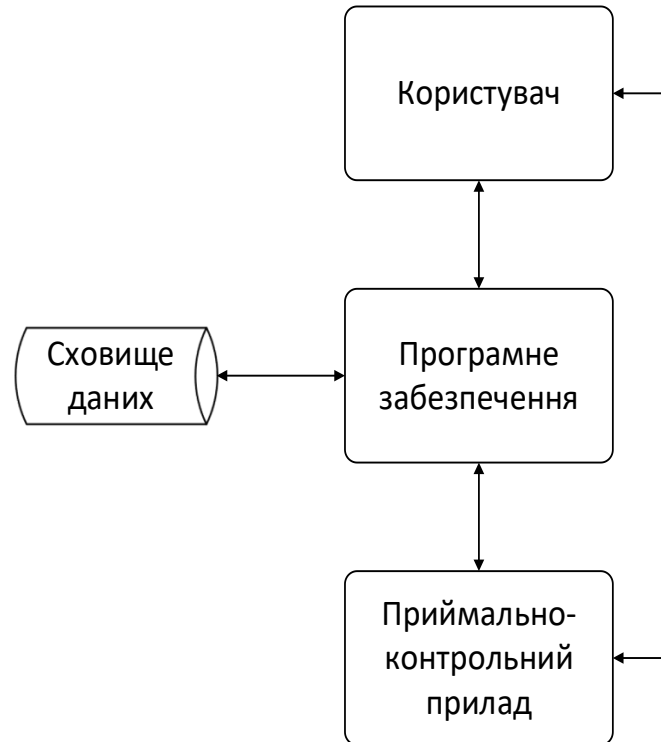 Користувач
Сховище
даних
Програмне
забезпечення
Приймально-
контрольний
прилад